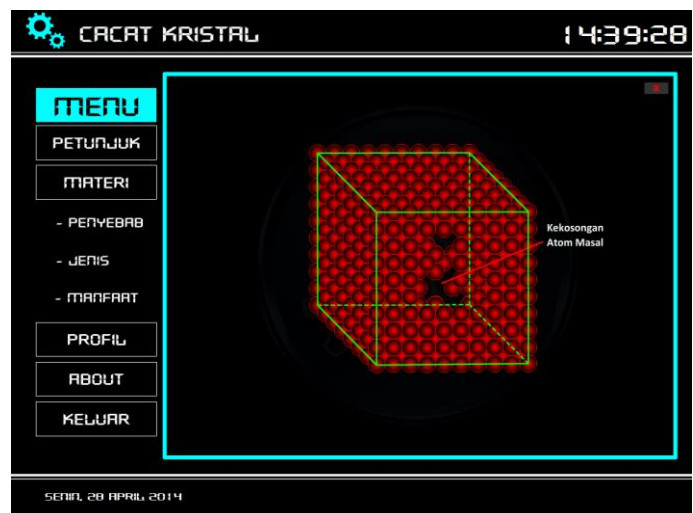 CACAT KRISTAL
14:39:28
MENU
X
PETUNJUK
MATERI
- PENYEBAB
- JENIS
- MANFAAT
PROFIL
ABOUT
KELUAR
Kekosongan
Atom Masal
SENIN, 28 APRIL 2014